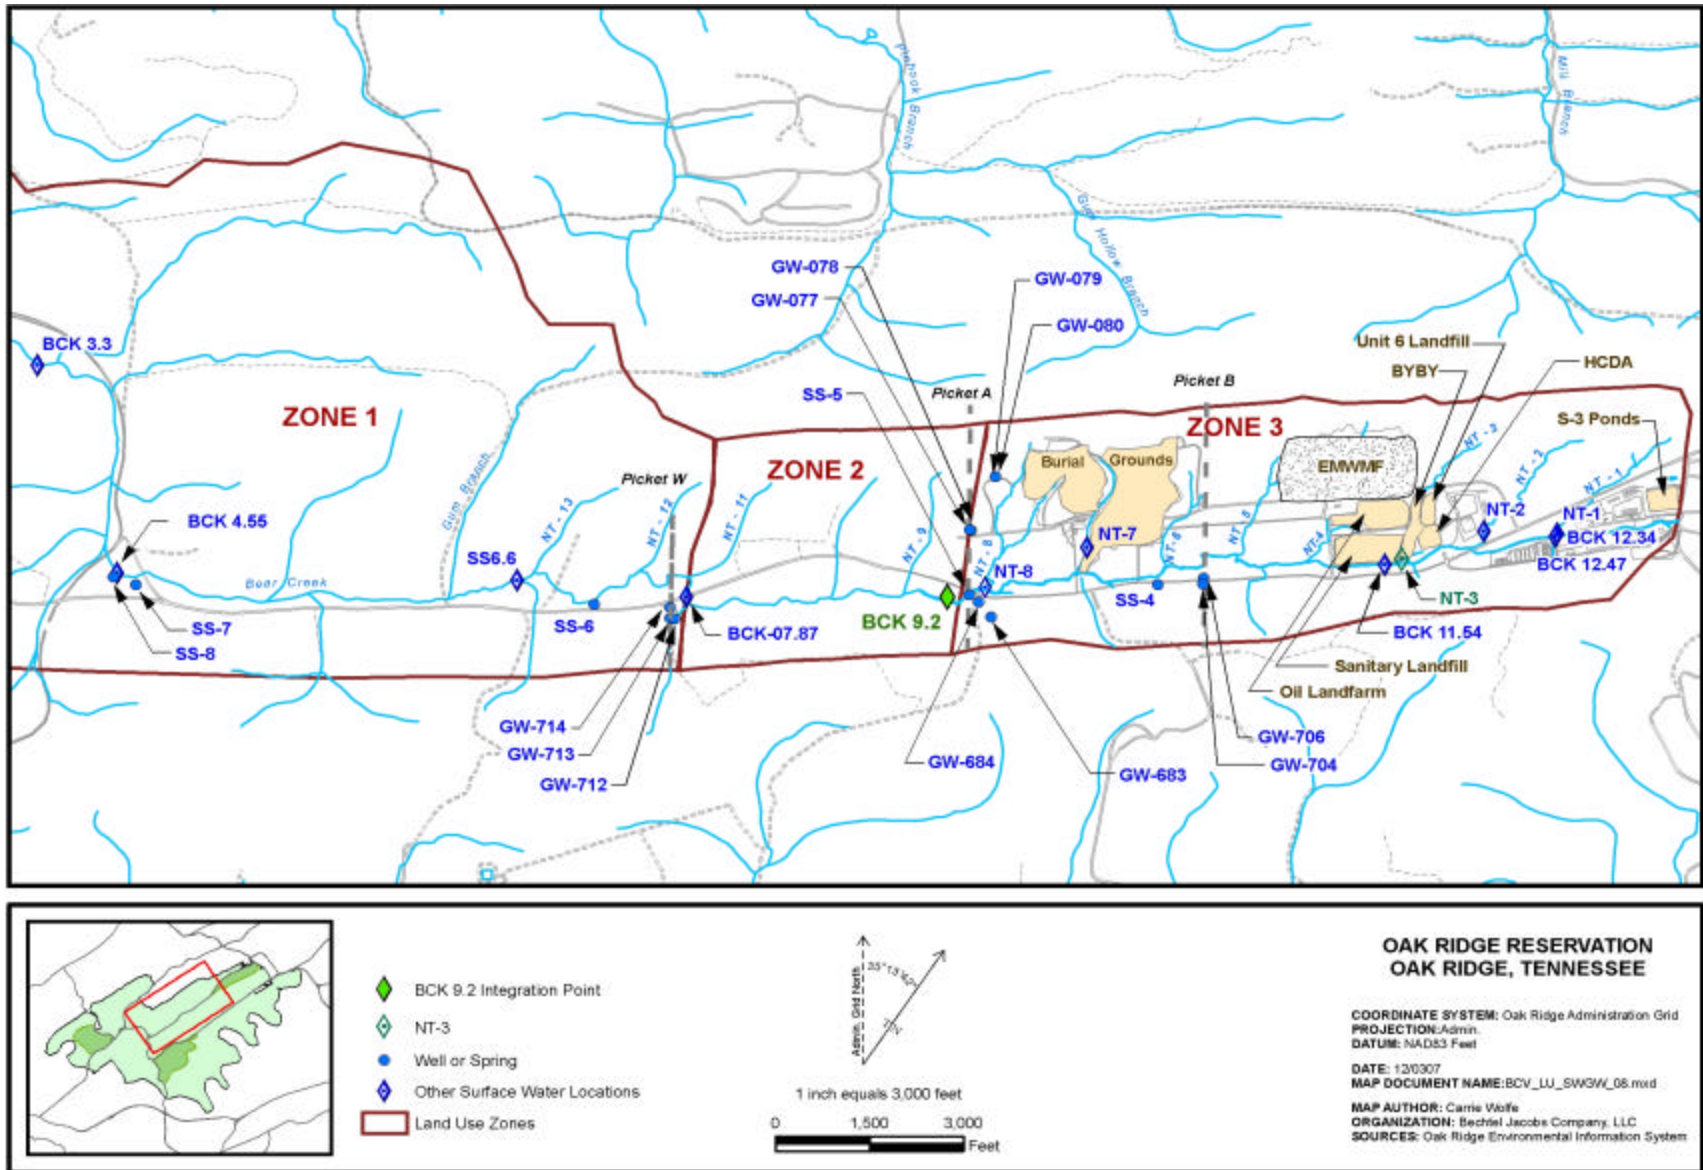 Pinhook Branch
Mill Branch
Gum Hollow Branch
GW-078
GW-079
GW-077
GW-080
Unit 6 Landfill
HCDA
BCK 3.3
BYBY
Picket B
Picket A
SS-5
S-3 Ponds
ZONE 1
ZONE 3
NT-3
Burial
Grounds
EMWMF
ZONE 2
Picket W
NT-2
NT-1
Gum Branch
NT-13
NT-12
NT-11
BCK 4.55
NT-2
NT-1
NT-7
NT-5
NT-4
BCK 12.34
NT-9
NT-8
NT-6
SS6.6
BCK 12.47
NT-8
Bear Creek
SS-4
NT-3
SS-7
SS-6
BCK-07.87
BCK 9.2
BCK 11.54
SS-8
Sanitary Landfill
Oil Landfarm
GW-714
GW-706
GW-713
GW-684
GW-704
GW-683
GW-712
BCK 9.2 Integration Point
NT-3
Well or Spring
Other Surface Water Locations
Land Use Zones
Admin. Grid North
35°13'42"
1 inch equals 3,000 feet
0 1,500 3,000
Feet
OAK RIDGE RESERVATION
OAK RIDGE, TENNESSEE
COORDINATE SYSTEM: Oak Ridge Administration Grid
PROJECTION:Admin.
DATUM: NAD83 Feet
DATE: 12/0307
MAP DOCUMENT NAME:BCV_LU_SWGW_08.mxd
MAP AUTHOR: Carrie Wolfe
ORGANIZATION: Bechtel Jacobs Company, LLC
SOURCES: Oak Ridge Environmental Information System